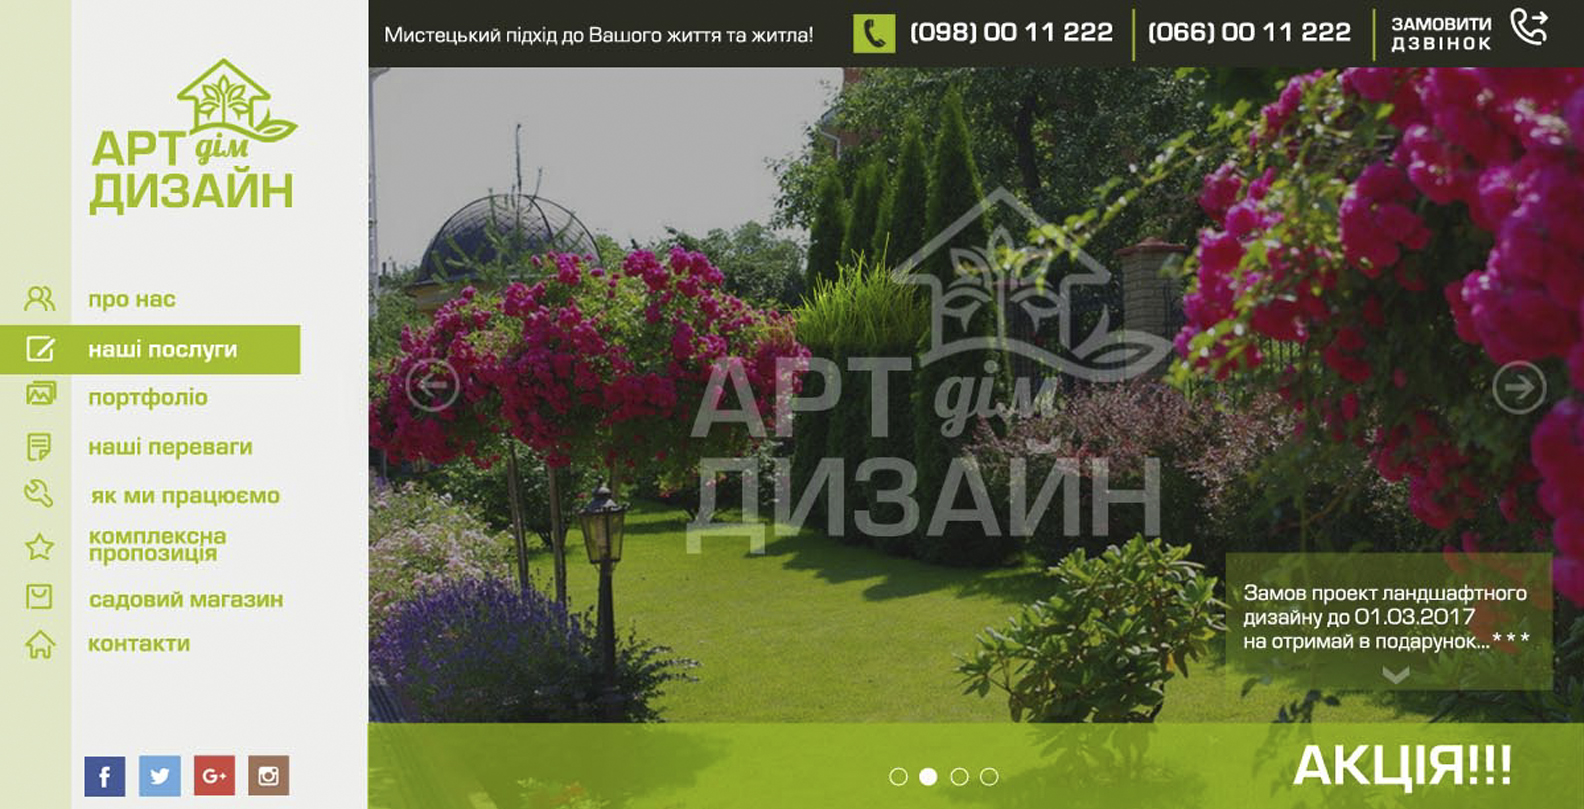 Мистецький підхід до Вашого життя та житла!
(098) 00 11 222
(066) 00 11 222
ЗАМОВИТИ
ДЗВІНОК
АРТ дім
ДИЗАЙН
про нас
наші послуги
портфоліо
наші переваги
як ми працюємо
комплексна
пропозиція
садовий магазин
контакти
f
G+
АРТ дім
ДИЗАЙН
Замов проект ландшафтного
дизайну до 01.03.2017
на отримай в подарунок...***
АКЦІЯ!!!